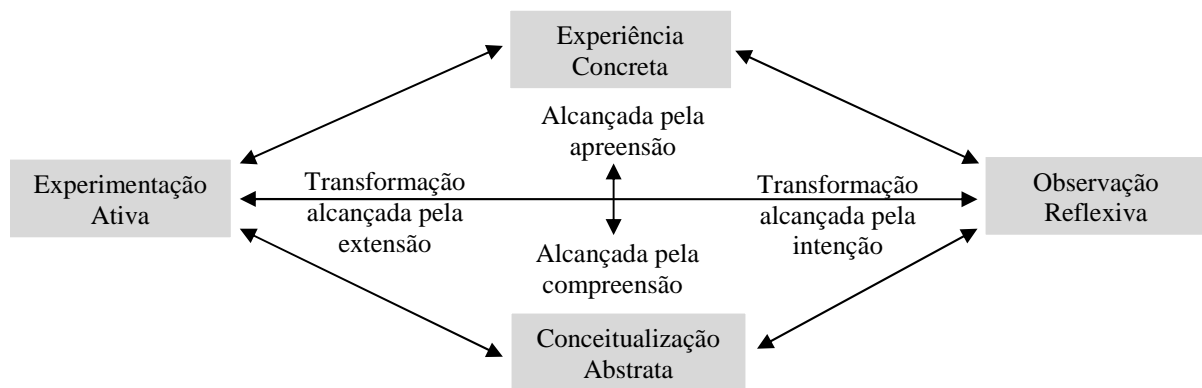 Experiência
Concreta
Alcançada pela
apreensão
Experimentação
Ativa
Transformação
alcançada pela
extensão
Transformação
alcançada pela
intenção
Observação
Reflexiva
Alcançada pela
compreensão
Conceitualização
Abstrata